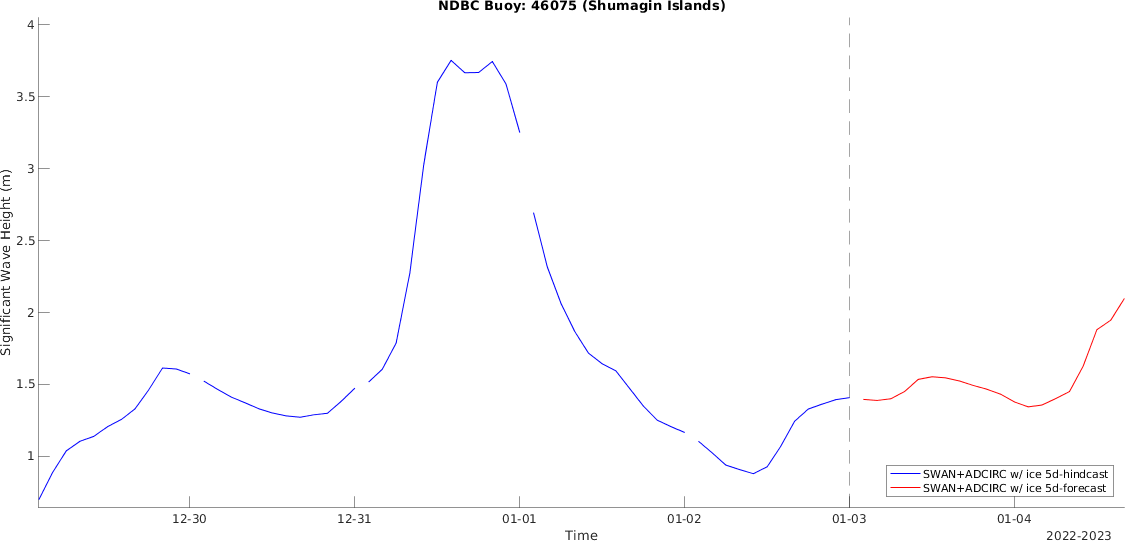 NDBC Buoy: 46075 (Shumagin Islands)
Significant Wave Height (m)
4
3.5
3
2.5
2
1.5
1
12-30
12-31
01-01
01-02
01-03
01-04
Time
2022-2023
SWAN+ADCIRC w/ ice 5d-hindcast
SWAN+ADCIRC w/ ice 5d-forecast